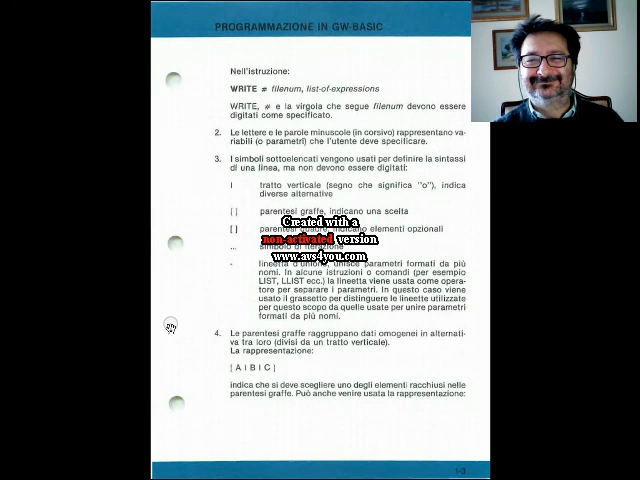 PROGRAMMAZIONE IN GW-BASIC
Nell'istruzione:
WRITE # filenum, list-of-expressions
WRITE, # e la virgola che segue filenum devono essere
digitati come specificato.
2. Le lettere e le parole minuscole (in corsivo) rappresentano va-
riabili (o parametri) che l'utente deve specificare.
3. I simboli sottoelencati vengono usati per definire la sintassi
di una linea, ma non devono essere digitati:
| tratto verticale (segno che significa "o"), indica
diverse alternative
{ } parentesi graffe, indicano una scelta
[ ] parentesi quadre, indicano elementi opzionali
... simbolo di iterazione
- lineetta d'unione, unisce parametri formati da più
nomi. In alcune istruzioni o comandi (per esempio
LIST, LLIST ecc.) la lineetta viene usata come opera-
tore per separare i parametri. In questo caso viene
usato il grassetto per distinguere le lineette utilizzate
per questo scopo da quelle usate per unire parametri
formati da più nomi.
4. Le parentesi graffe raggruppano dati omogenei in alternati-
va tra loro (divisi da un tratto verticale).
La rappresentazione:
{ A | B | C }
indica che si deve scegliere uno degli elementi racchiusi nelle
parentesi graffe. Può anche venire usata la rappresentazione:
1-3
Created with a
non-activated version
www.avs4you.com